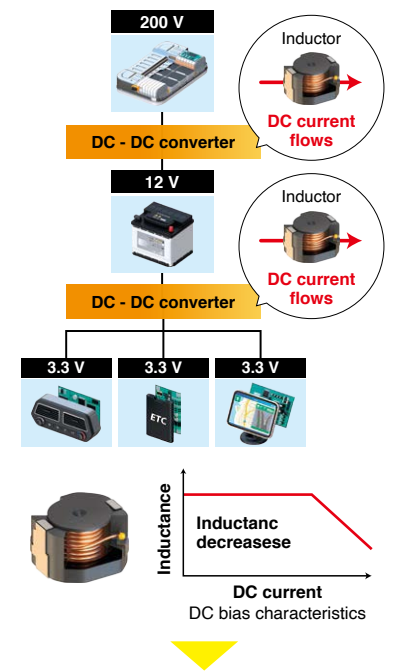 200 V
Inductor
DC current
flows
DC - DC converter
12 V
Inductor
DC current
flows
DC - DC converter
3.3 V
3.3 V
3.3 V
ETC
Inductance
Inductanc
decreasese
DC current
DC bias characteristics